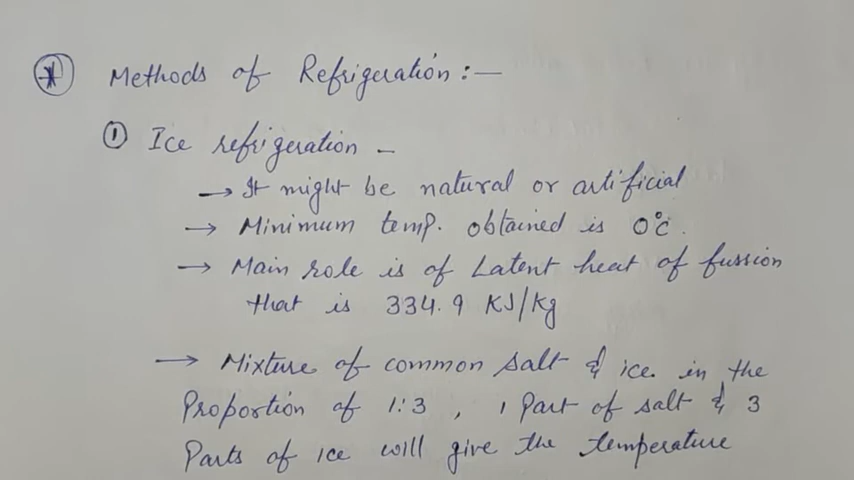 * Methods of Refrigeration:—
① Ice refrigeration -
→ It might be natural or artificial
→ Minimum temp. obtained is 0°c.
→ Main role is of Latent heat of fussion
that is 334.9 KJ/Kg
→ Mixture of common salt & ice. in the
Proportion of 1:3, 1 Part of salt & 3
Parts of ice will give the temperature